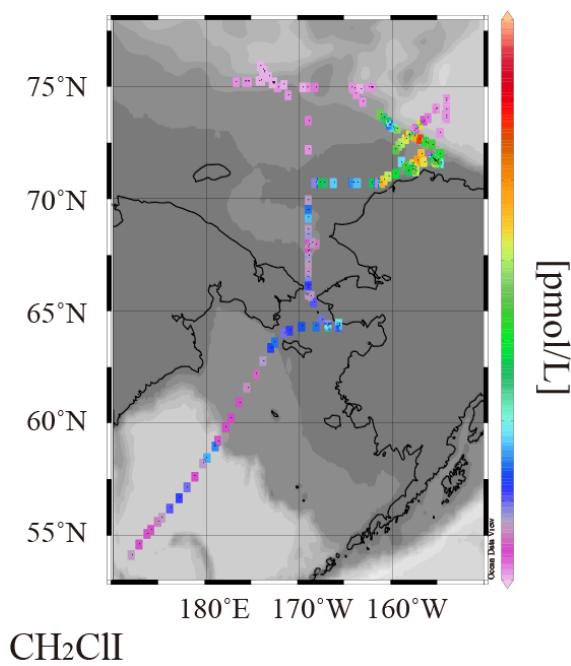 75°N
70°N
65°N
60°N
55°N
180°E
170°W
160°W
[pmol/L]
Ocean Data View
CH₂ClI